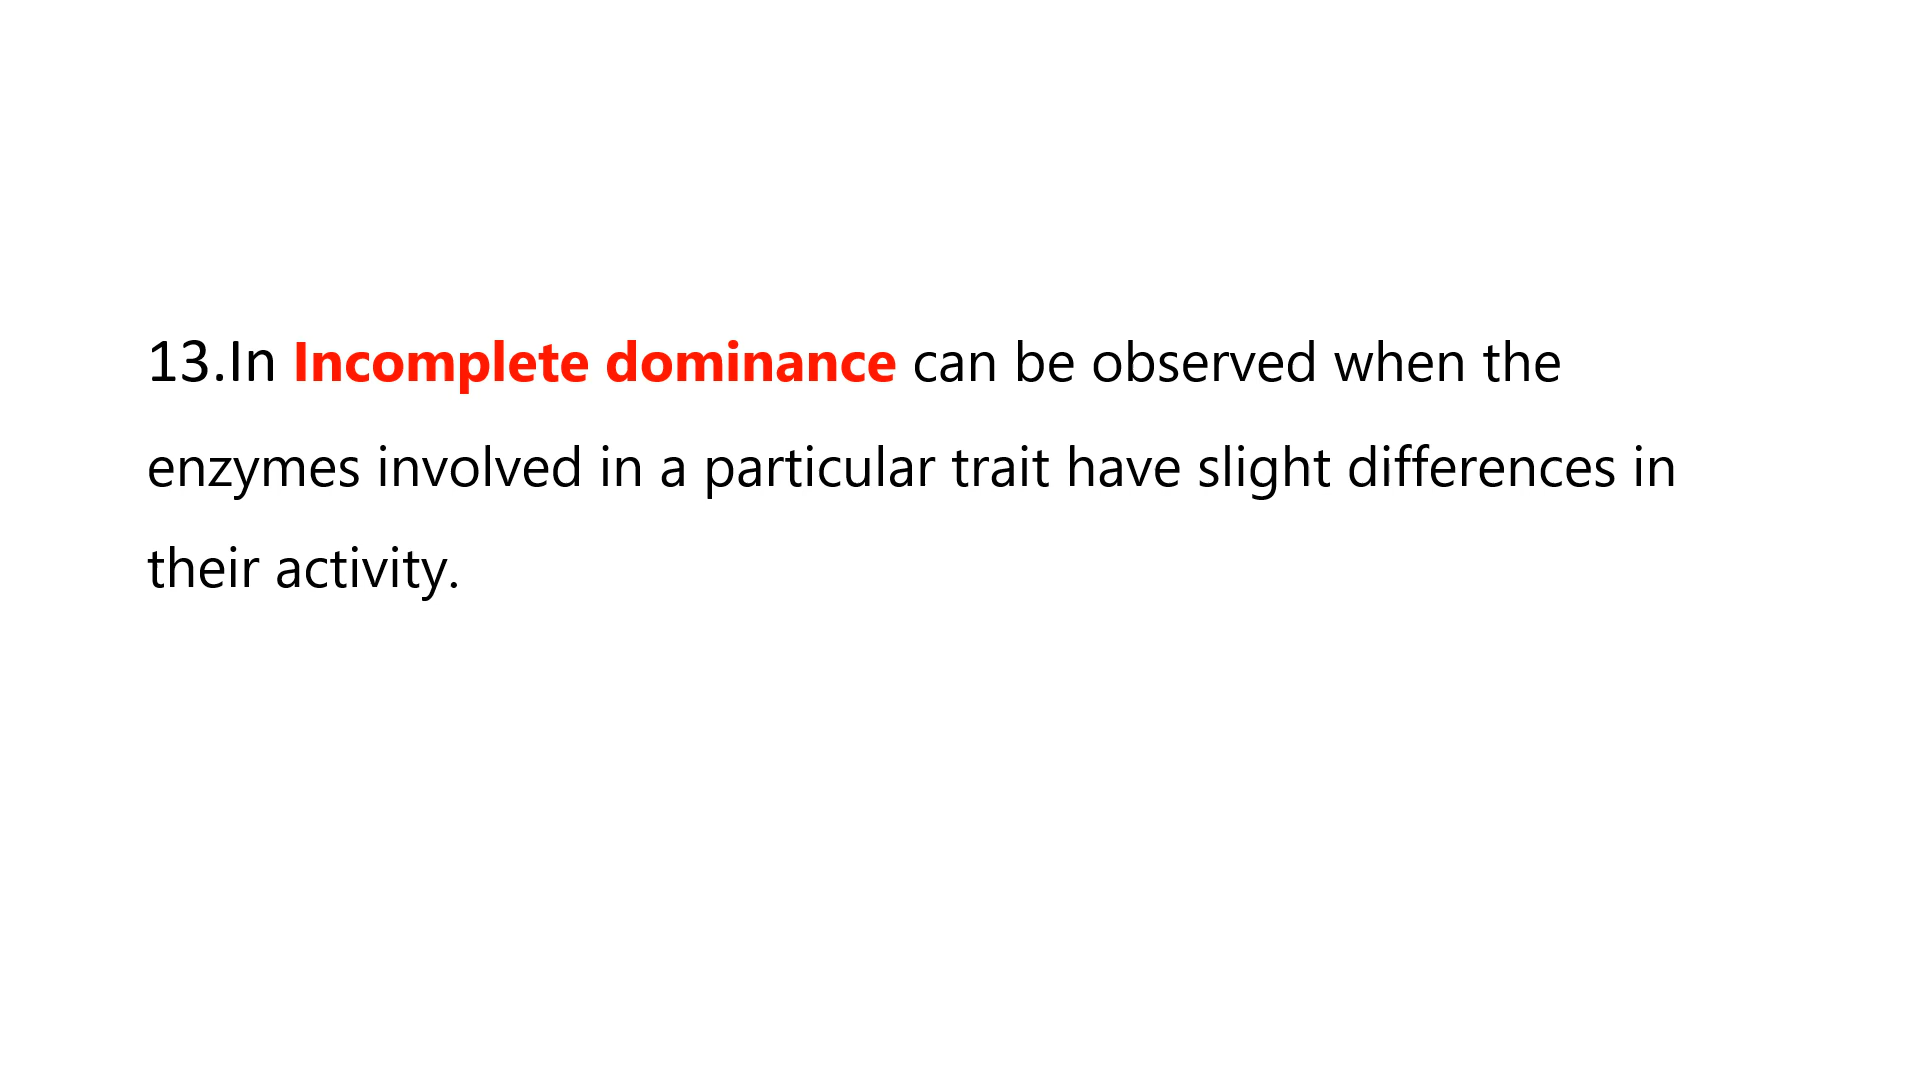 13.In Incomplete dominance can be observed when the
enzymes involved in a particular trait have slight differences in
their activity.